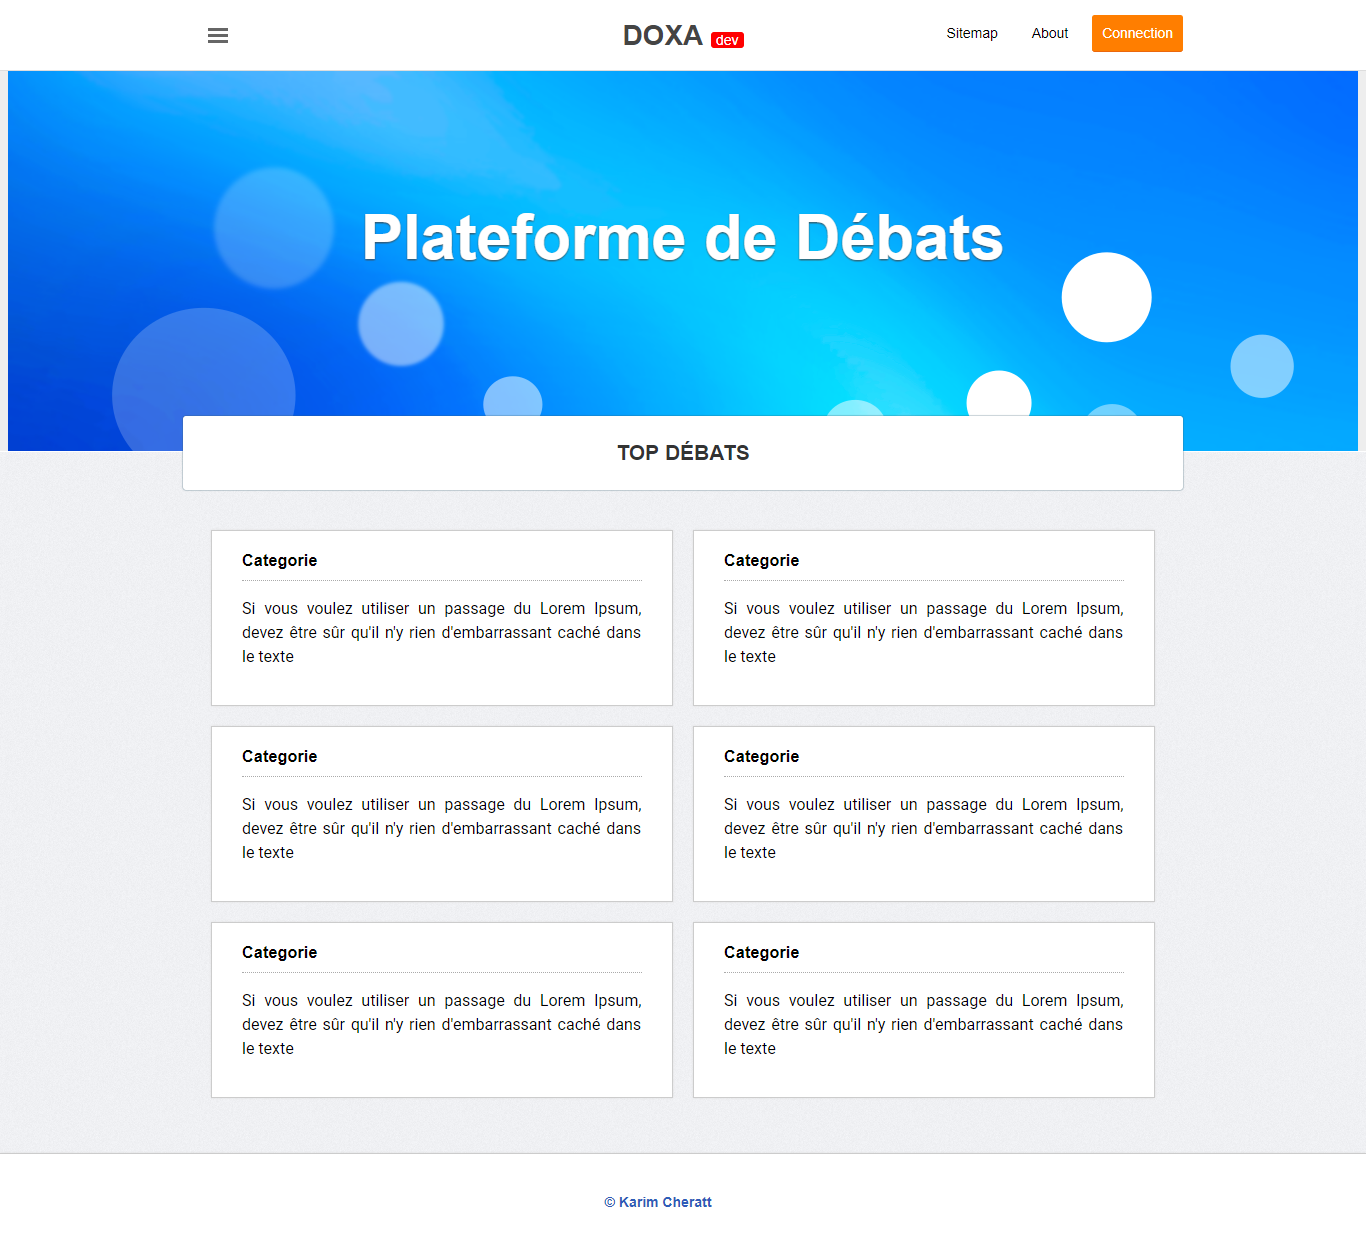 DOXA dev
Sitemap About Connection
Plateforme de Débats
TOP DÉBATS
Categorie
Si vous voulez utiliser un passage du Lorem Ipsum,
devez être sûr qu'il n'y rien d'embarrassant caché dans
le texte
Categorie
Si vous voulez utiliser un passage du Lorem Ipsum,
devez être sûr qu'il n'y rien d'embarrassant caché dans
le texte
Categorie
Si vous voulez utiliser un passage du Lorem Ipsum,
devez être sûr qu'il n'y rien d'embarrassant caché dans
le texte
Categorie
Si vous voulez utiliser un passage du Lorem Ipsum,
devez être sûr qu'il n'y rien d'embarrassant caché dans
le texte
Categorie
Si vous voulez utiliser un passage du Lorem Ipsum,
devez être sûr qu'il n'y rien d'embarrassant caché dans
le texte
Categorie
Si vous voulez utiliser un passage du Lorem Ipsum,
devez être sûr qu'il n'y rien d'embarrassant caché dans
le texte
© Karim Cheratt